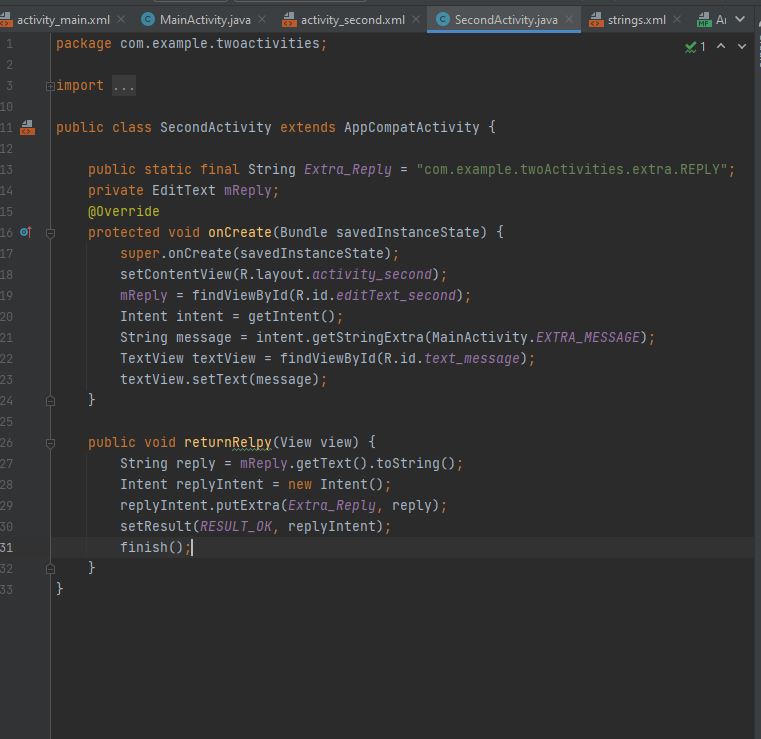 activity_main.xml MainActivity.java activity_second.xml SecondActivity.java strings.xml
1 package com.example.twoactivities; 1
2
3 import ...
10
11 public class SecondActivity extends AppCompatActivity {
12
13 public static final String Extra_Reply = "com.example.twoActivities.extra.REPLY";
14 private EditText mReply;
15 @Override
16 protected void onCreate(Bundle savedInstanceState) {
17 super.onCreate(savedInstanceState);
18 setContentView(R.layout.activity_second);
19 mReply = findViewById(R.id.editText_second);
20 Intent intent = getIntent();
21 String message = intent.getStringExtra(MainActivity.EXTRA_MESSAGE);
22 TextView textView = findViewById(R.id.text_message);
23 textView.setText(message);
24 }
25
26 public void returnRelpy(View view) {
27 String reply = mReply.getText().toString();
28 Intent replyIntent = new Intent();
29 replyIntent.putExtra(Extra_Reply, reply);
30 setResult(RESULT_OK, replyIntent);
31 finish();
32 }
33 }